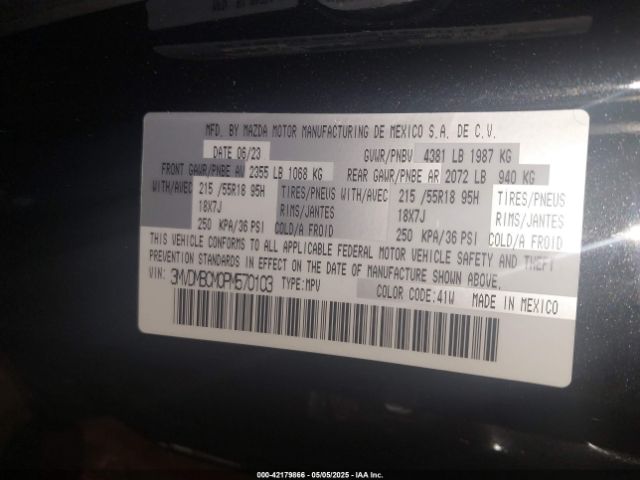 MFD. BY MAZDA MOTOR MANUFACTURING DE MEXICO S.A. DE C.V.
DATE 06/23 GVWR/PNBV 4381 LB 1987 KG
FRONT GAWR/PNBE AV 2355 LB 1068 KG REAR GAWR/PNBE AR 2072 LB 940 KG
WITH/AVEC 215 /55R18 95H TIRES/PNEUS WITH/AVEC 215 /55R18 95H TIRES/PNEUS
18X7J RIMS/JANTES 18X7J RIMS/JANTES
250 KPA/36 PSI COLD/A FROID 250 KPA/36 PSI COLD/A FROID
THIS VEHICLE CONFORMS TO ALL APPLICABLE FEDERAL MOTOR VEHICLE SAFETY AND THEFT
PREVENTION STANDARDS IN EFFECT ON THE DATE OF MANUFACTURE SHOWN ABOVE.
VIN: 3MVDMBCM0PM570103 TYPE:MPV COLOR CODE:41W MADE IN MEXICO
000-42179866 - 05/05/2025 - IAA Inc.